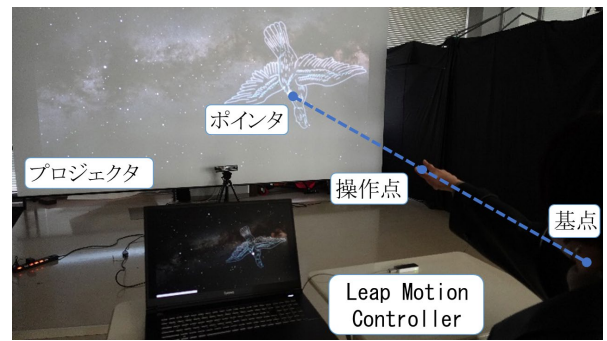 ポインタ
プロジェクタ
操作点
基点
Leap Motion
Controller